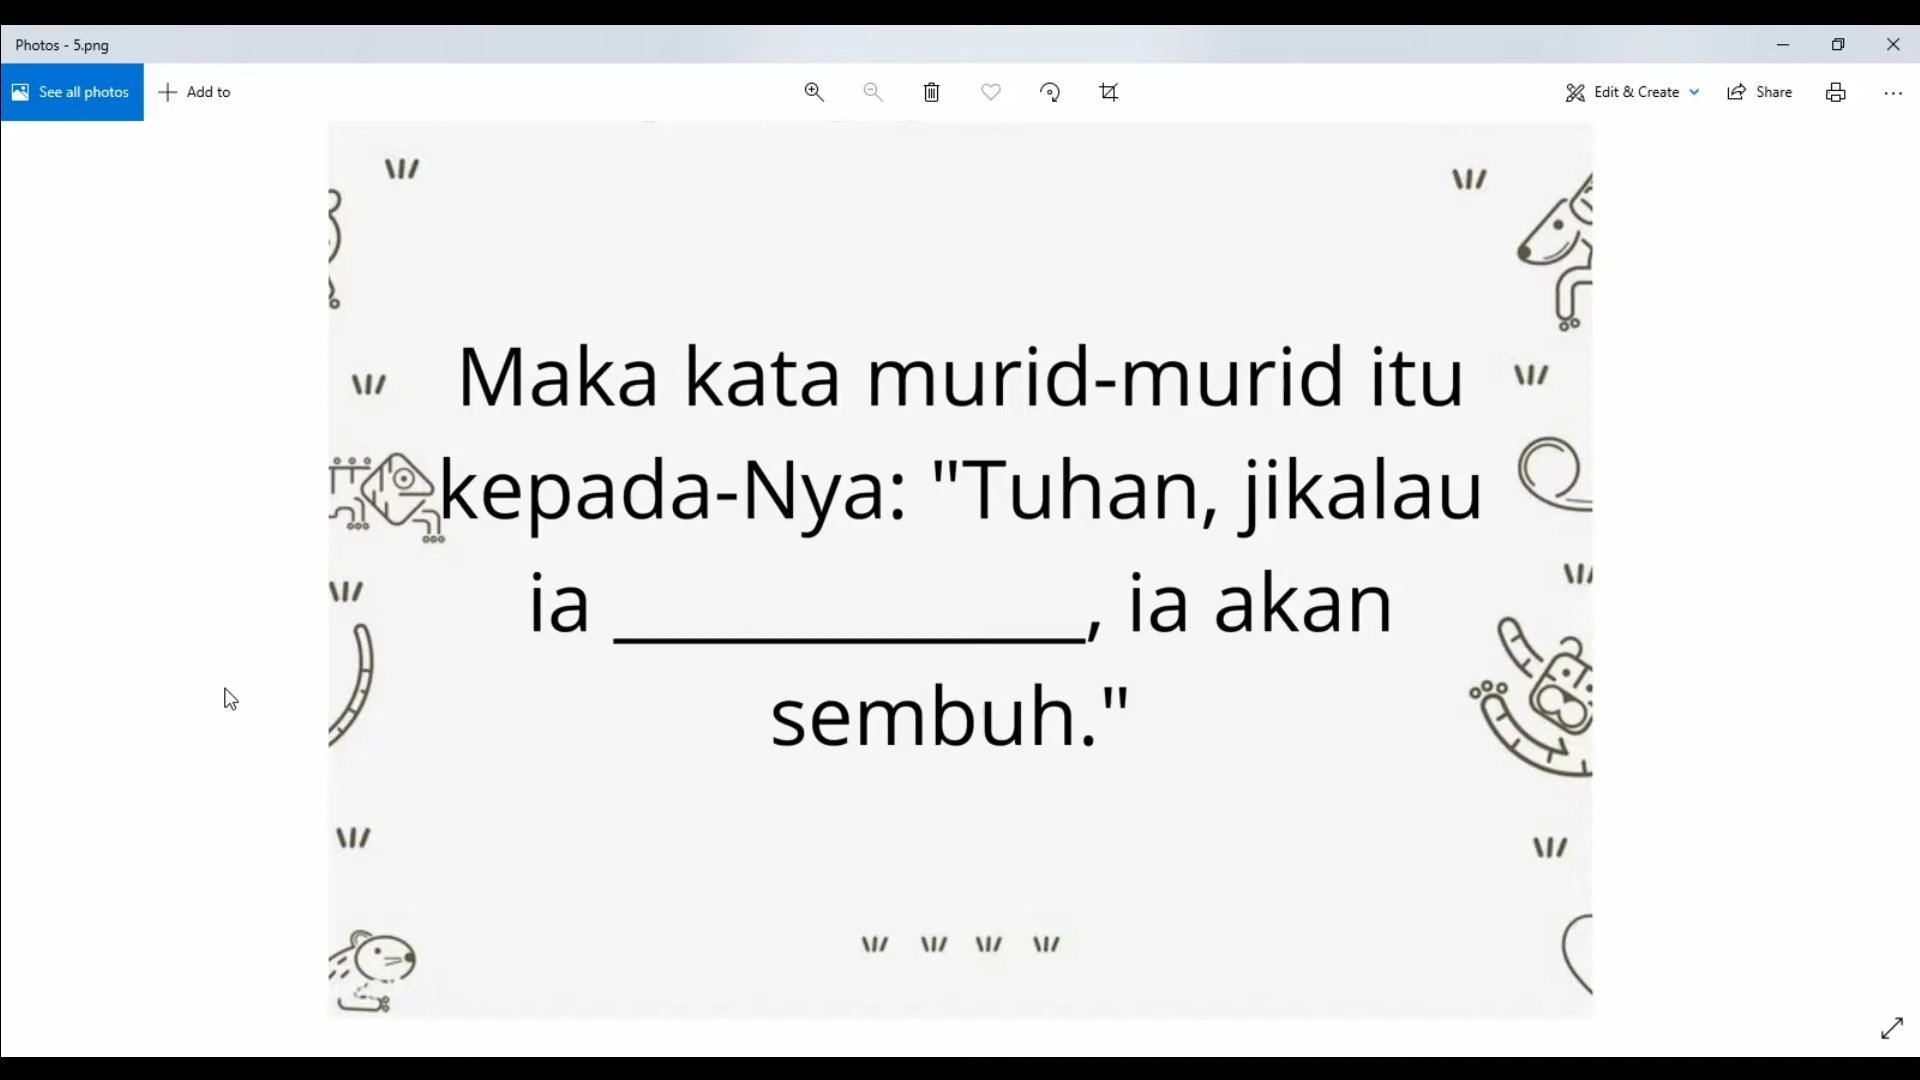 Photos - 5.png
See all photos
Add to
Edit & Create
Share
Maka kata murid-murid itu
kepada-Nya: "Tuhan, jikalau
ia ____________, ia akan
sembuh."